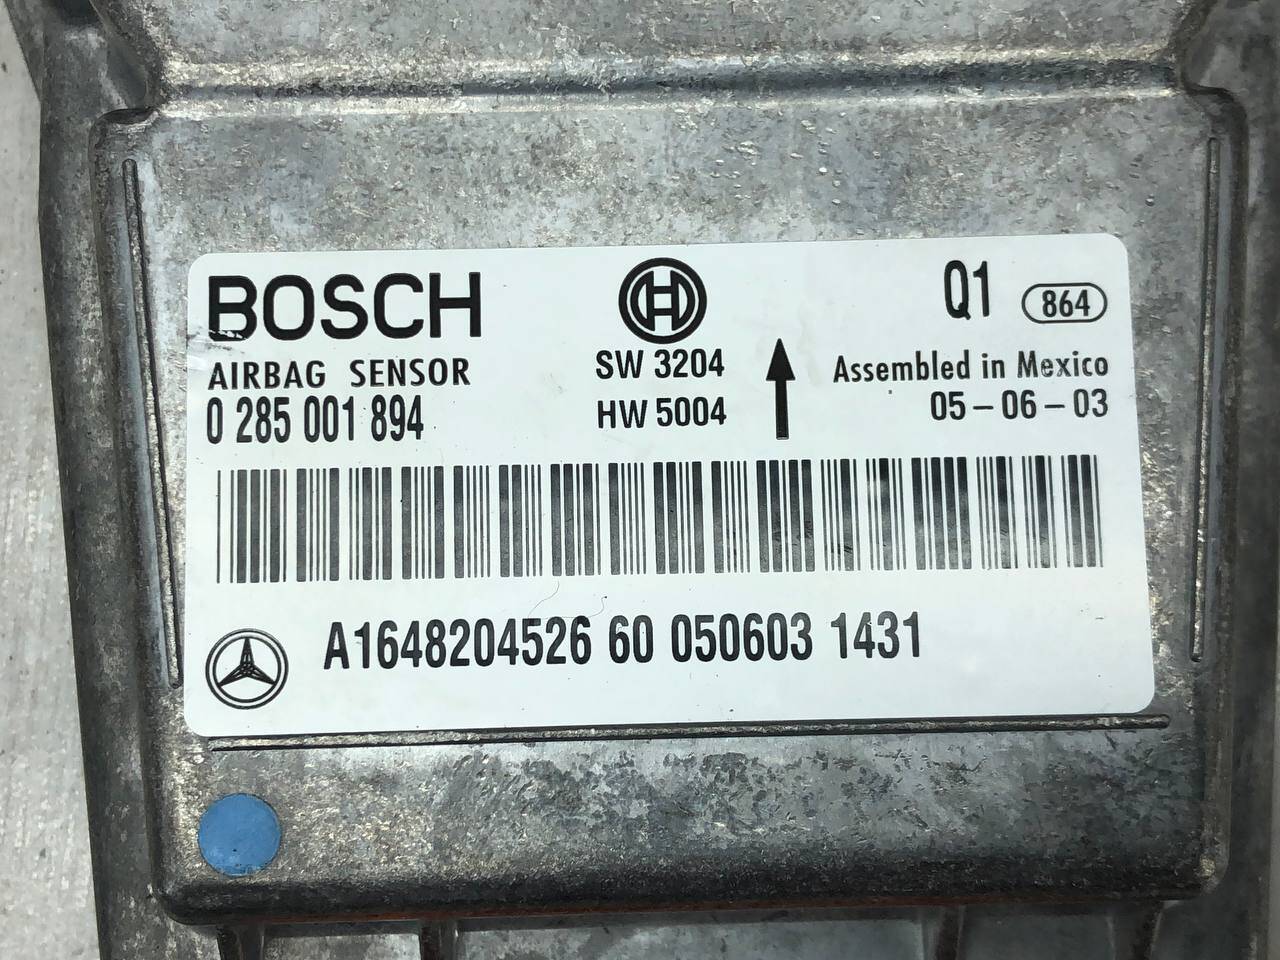 BOSCH
Q1 864
AIRBAG SENSOR
SW 3204
Assembled in Mexico
0 285 001 894
HW 5004
05-06-03
A1648204526 60 050603 1431